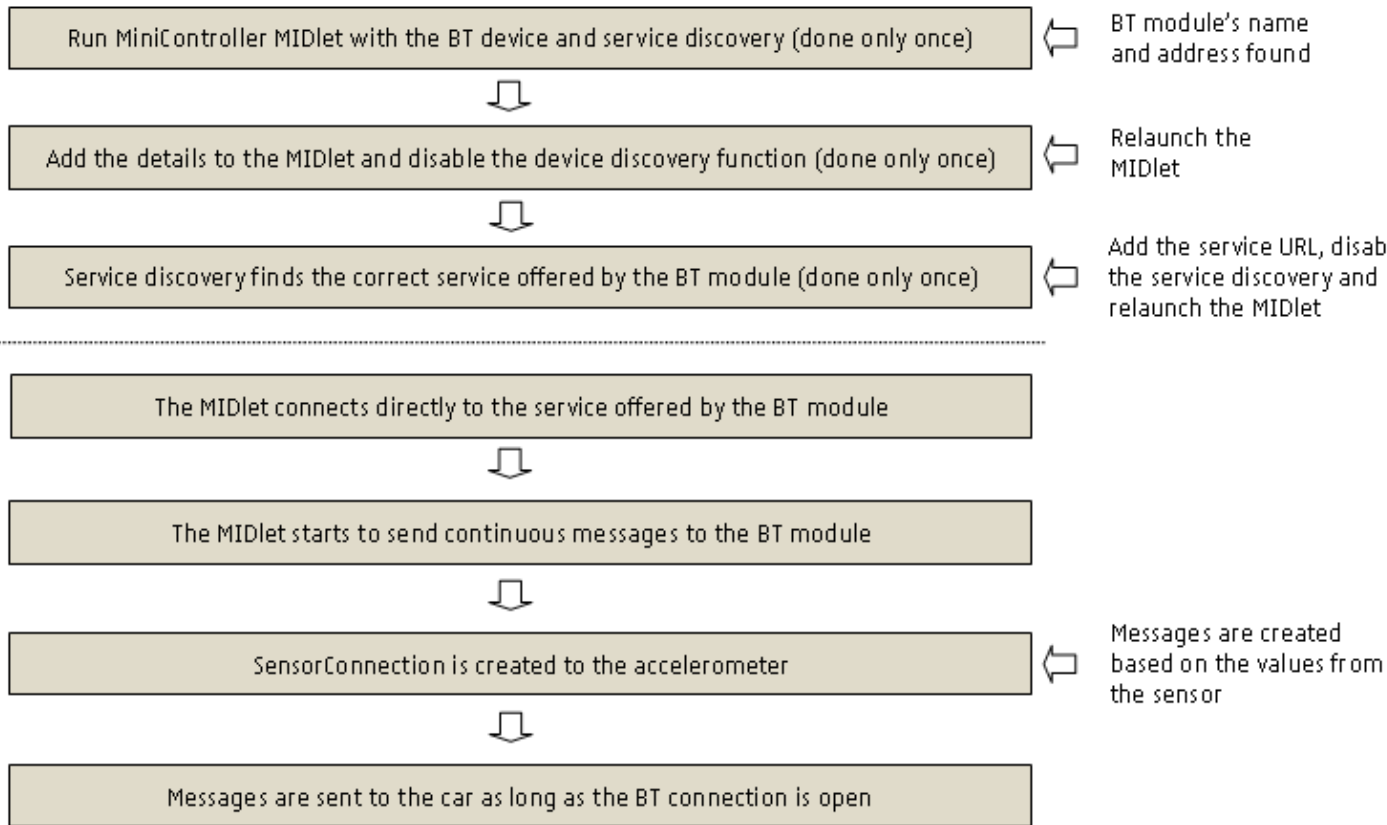 Run MiniController MIDlet with the BT device and service discovery (done only once)
BT module's name
and address found
Add the details to the MIDlet and disable the device discovery function (done only once)
Relaunch the
MIDlet
Service discovery finds the correct service offered by the BT module (done only once)
Add the service URL, disab
the service discovery and
relaunch the MIDlet
The MIDlet connects directly to the service offered by the BT module
The MIDlet starts to send continuous messages to the BT module
SensorConnection is created to the accelerometer
Messages are created
based on the values from
the sensor
Messages are sent to the car as long as the BT connection is open